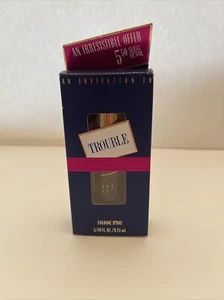 AN IRRESISTIBLE OFFER
5.50
AN INVITATION TO
TROUBLE
COLOGNE SPRAY